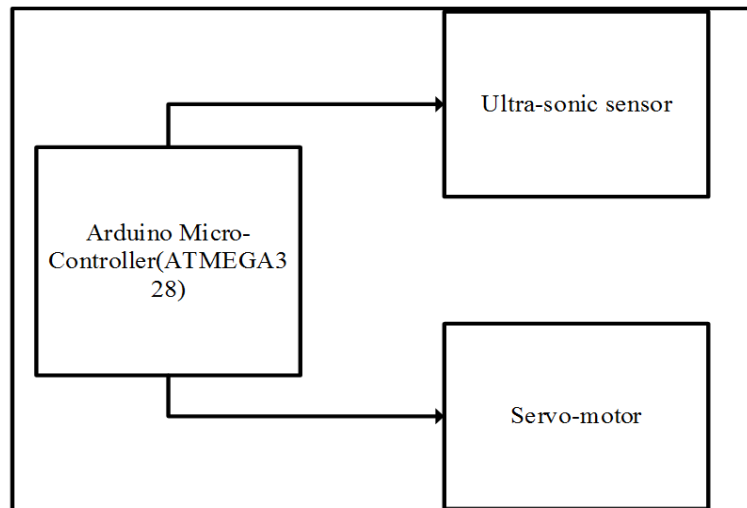 Ultra-sonic sensor
Arduino Micro-
Controller(ATMEGA3
28)
Servo-motor